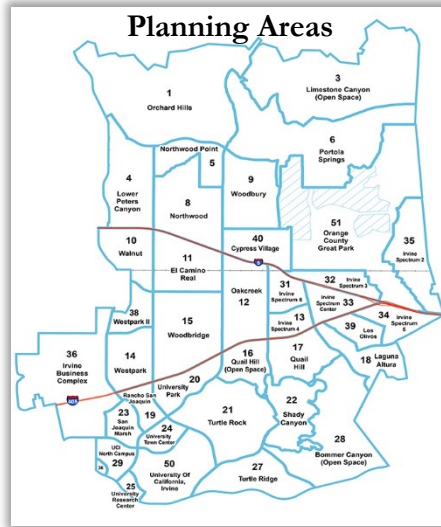 Planning Areas
1
Orchard Hills
3
Limestone Canyon
(Open Space)
6
Portola
Springs
Northwood Point
5
4
Lower
Peters
Canyon
8
Northwood
9
Woodbury
51
Orange
County
Great Park
35
Irvine
Spectrum 2
10
Walnut
11
El Camino
Real
40
Cypress Village
5
Oakcreek
12
31
Irvine
Spectrum 6
32
Irvine
Spectrum 3
Irvine
Spectrum
Center
33
13
Irvine
Spectrum 4
39
Los
Olivos
34
Irvine
Spectrum
5
38
Westpark II
15
Woodbridge
14
Westpark
36
Irvine
Business
Complex
405
16
Quail Hill
(Open Space)
17
Quail
Hill
18
Laguna
Altura
20
University
Park
Rancho San
Joaquin
19
23
San
Joaquin
Marsh
24
University
Town Center
21
Turtle Rock
22
Shady
Canyon
28
Bommer Canyon
(Open Space)
UCI
North Campus
29
36
50
University Of
California,
Irvine
25
University
Research
Center
27
Turtle Ridge